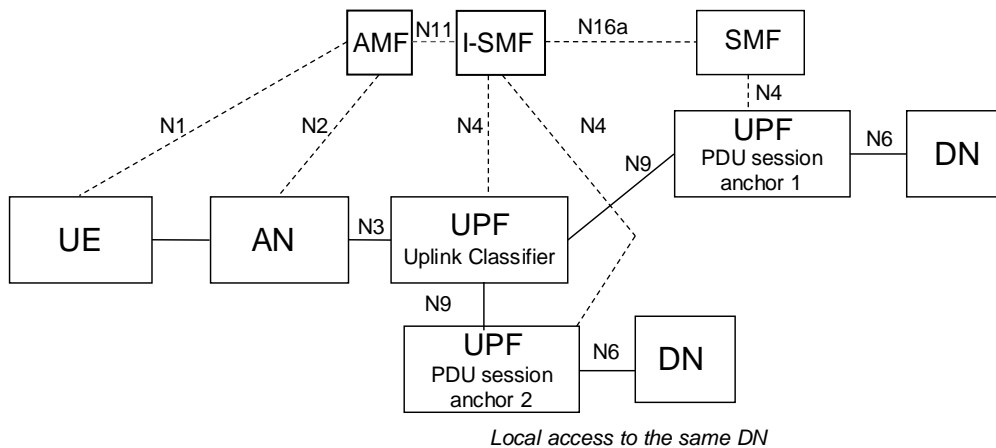 AMF
N11
I-SMF
N16a
SMF
N1
N2
N4
N4
N4
UPF
PDU session
anchor 1
N6
DN
N9
UE
AN
N3
UPF
Uplink Classifier
N9
UPF
PDU session
anchor 2
N6
DN
Local access to the same DN